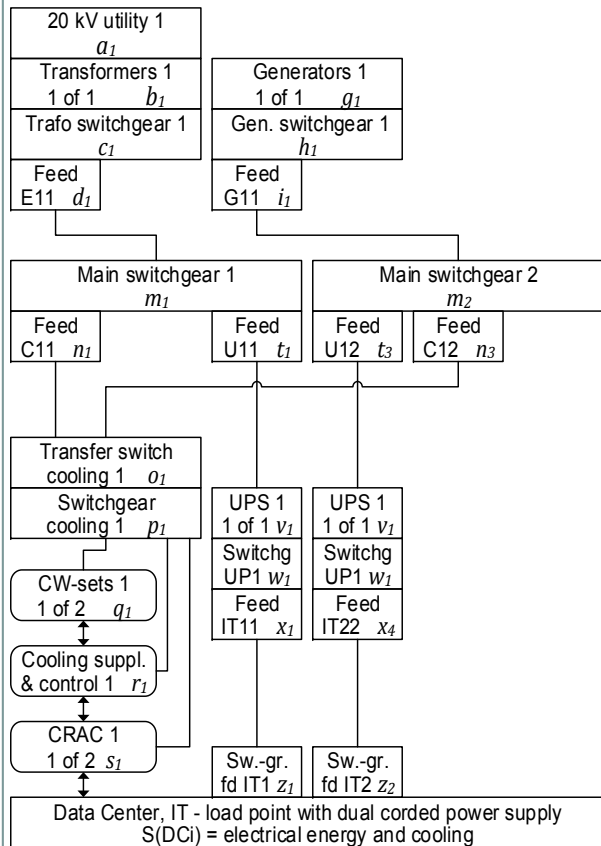 20 kV utility 1
a1
Transformers 1
1 of 1 b1
Trafo switchgear 1
c1
Feed
E11 d1
Generators 1
1 of 1 g1
Gen. switchgear 1
h1
Feed
G11 i1
Main switchgear 1
m1
Main switchgear 2
m2
Feed
C11 n1
Feed
U11 t1
Feed
U12 t3
Feed
C12 n3
Transfer switch
cooling 1 o1
Switchgear
cooling 1 p1
UPS 1
1 of 1 v1
Switchg
UP1 w1
Feed
IT11 x1
UPS 1
1 of 1 v1
Switchg
UP1 w1
Feed
IT22 x4
CW-sets 1
1 of 2 q1
Cooling suppl.
& control 1 r1
CRAC 1
1 of 2 s1
Sw.-gr.
fd IT1 z1
Sw.-gr.
fd IT2 z2
Data Center, IT - load point with dual corded power supply
S(DCi) = electrical energy and cooling